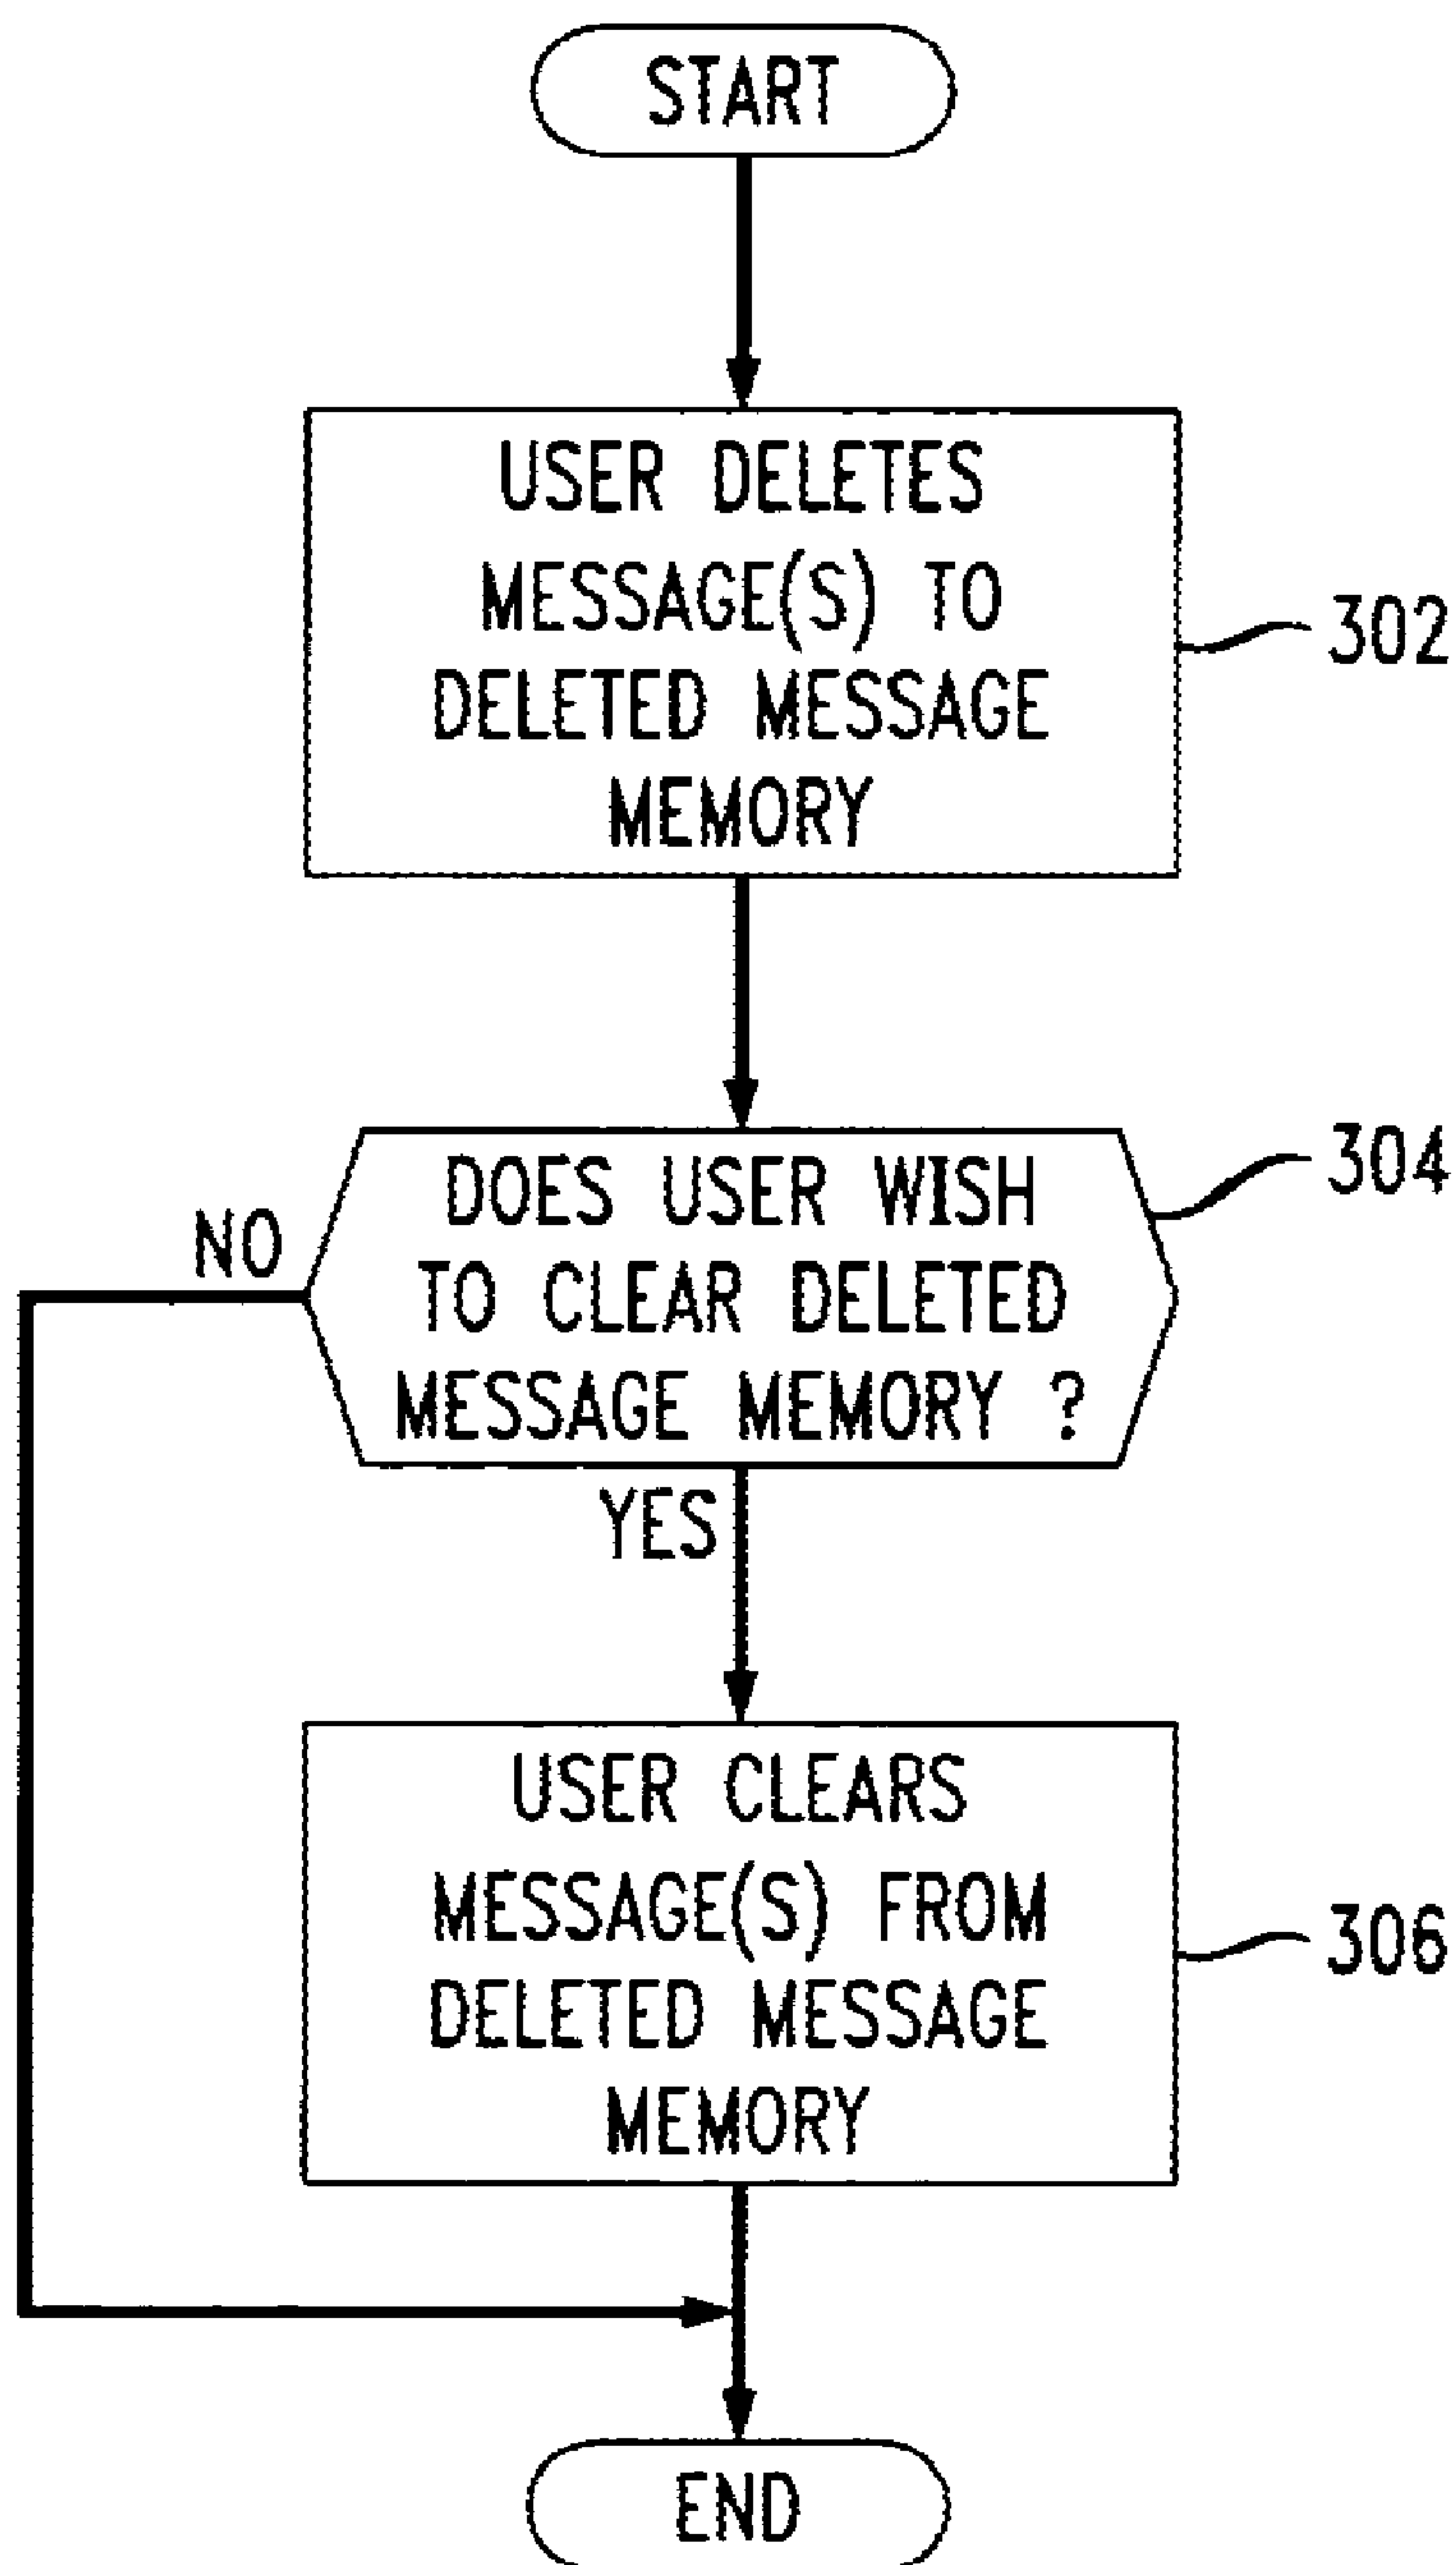 START
USER DELETES
MESSAGE(S) TO
DELETED MESSAGE
MEMORY
302
DOES USER WISH
TO CLEAR DELETED
MESSAGE MEMORY ?
304
NO
YES
USER CLEARS
MESSAGE(S) FROM
DELETED MESSAGE
MEMORY
306
END